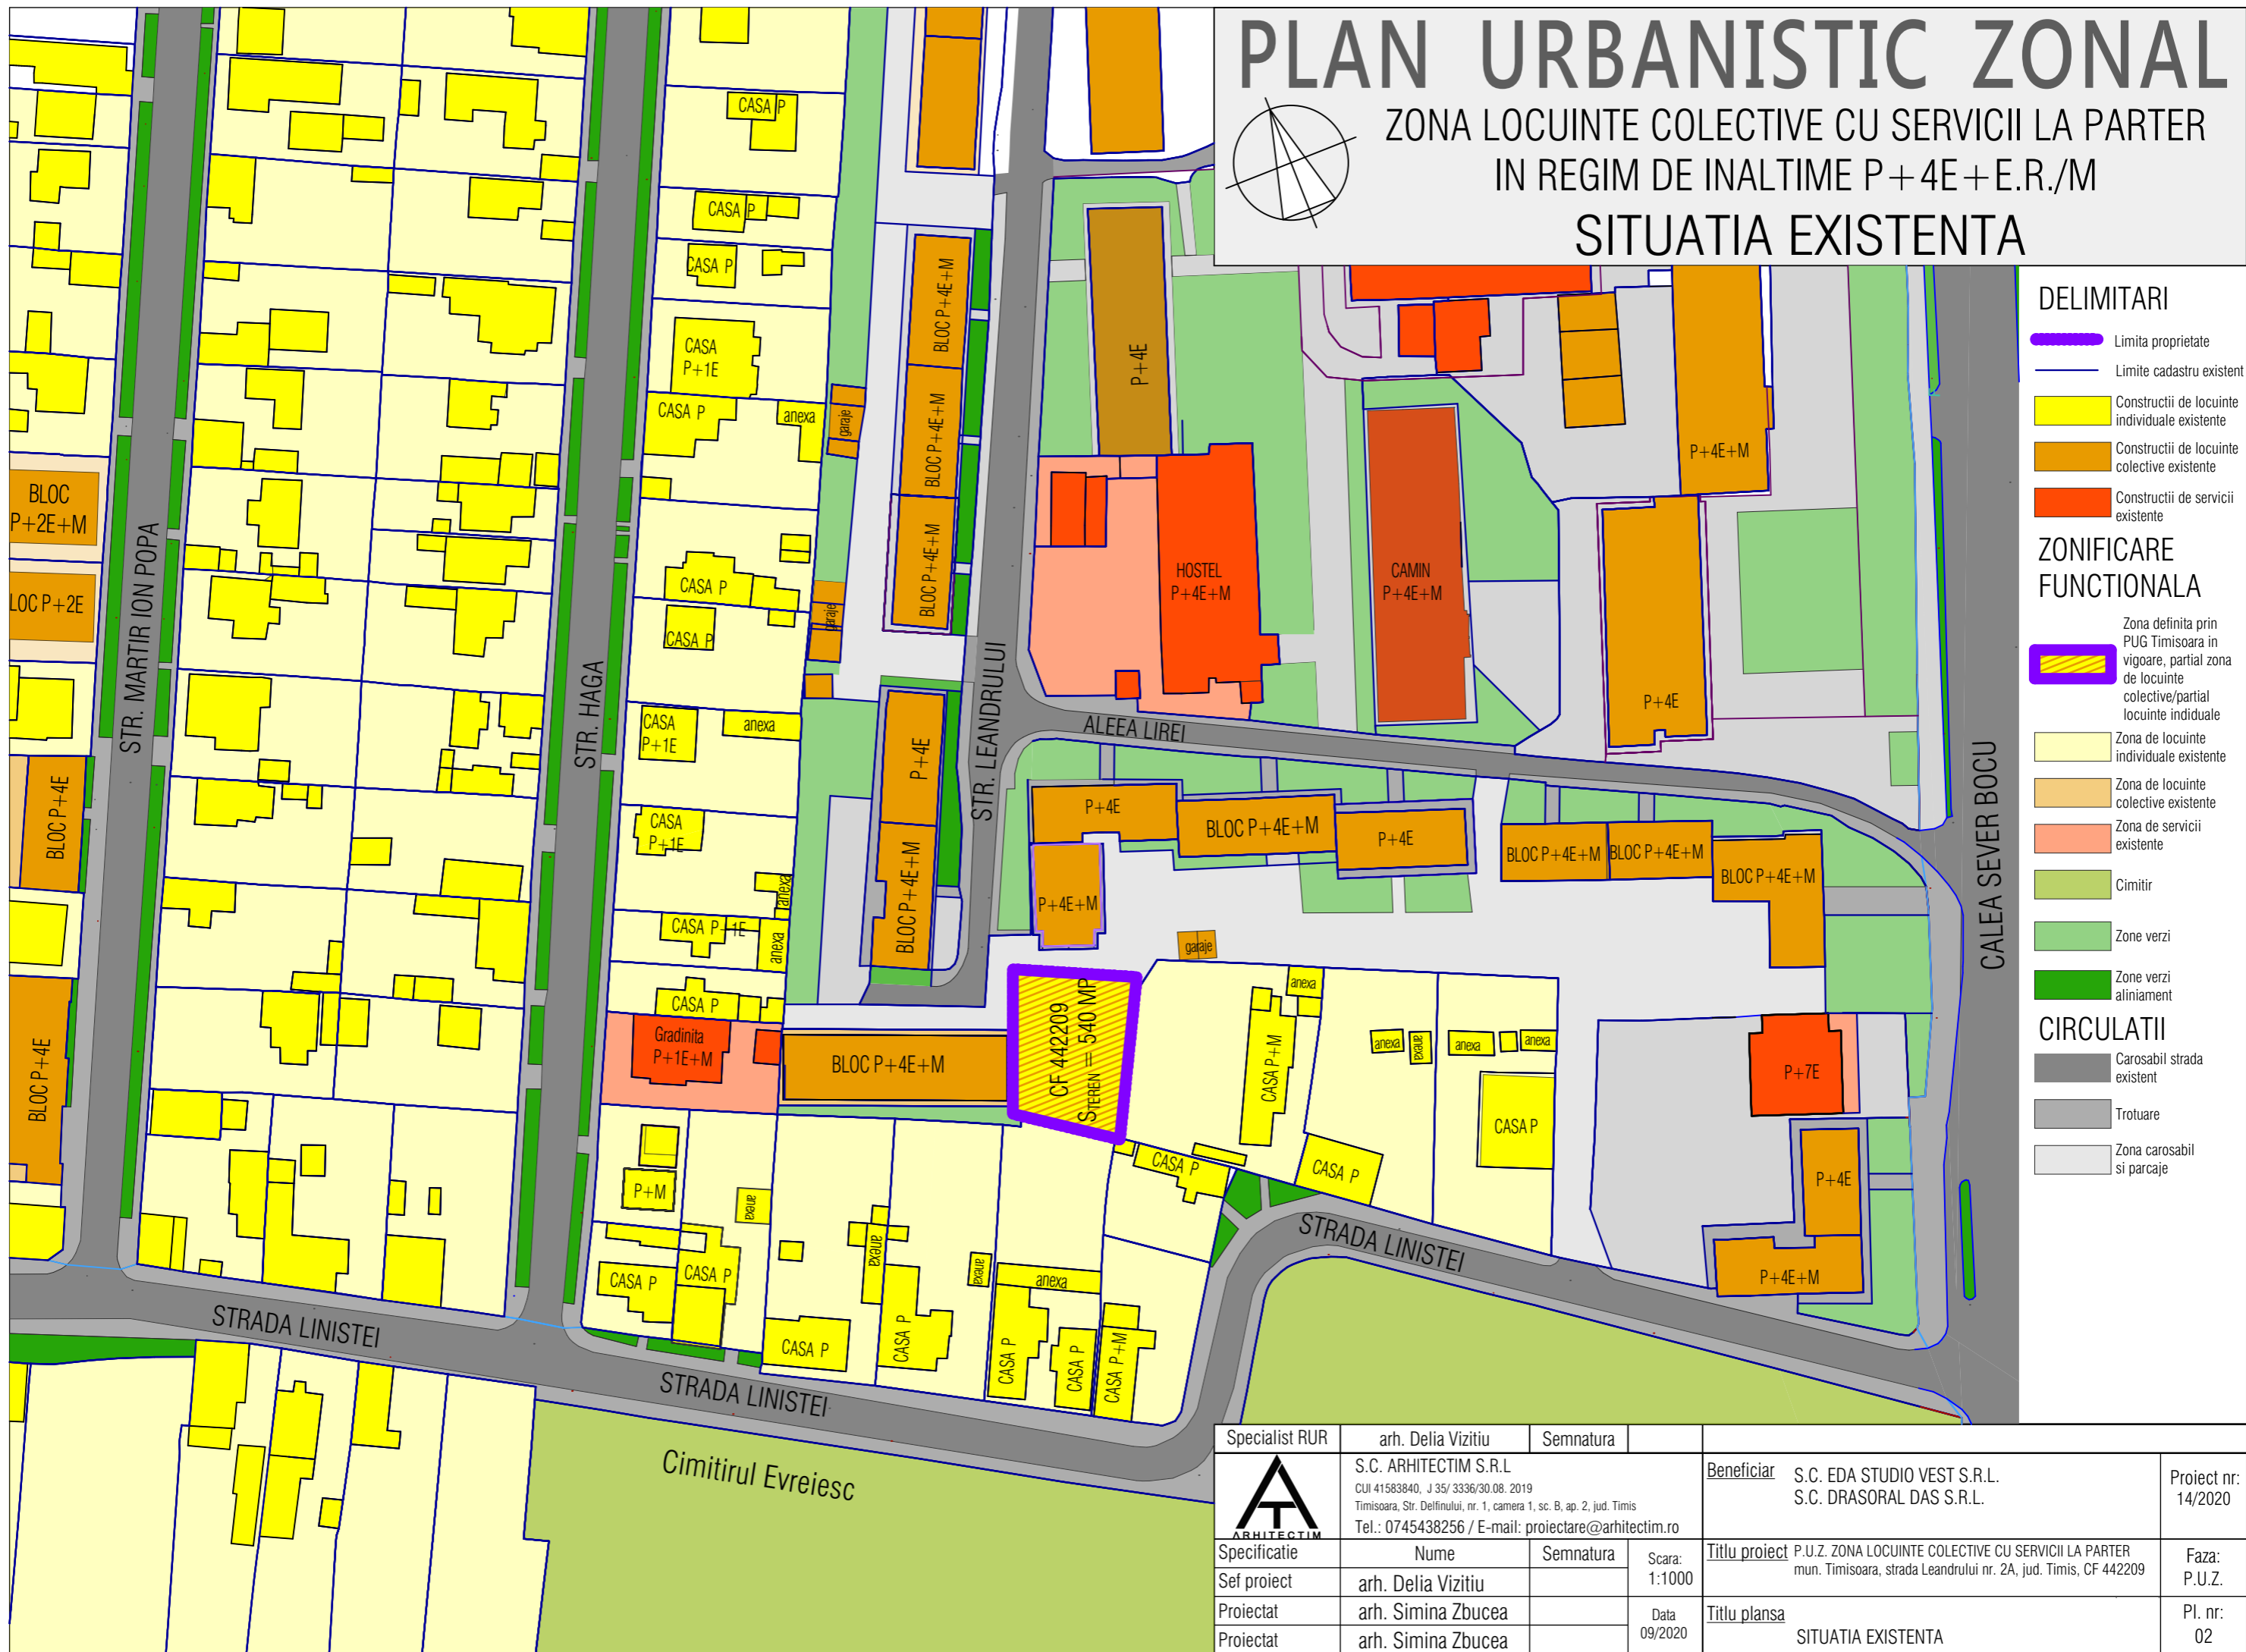 PLAN URBANISTIC ZONAL
ZONA LOCUINTE COLECTIVE CU SERVICII LA PARTER
IN REGIM DE INALTIME P+4E+E.R./M
SITUATIA EXISTENTA
DELIMITARI
Limita proprietate
Limite cadastru existent
Constructii de locuinte
individuale existente
Constructii de locuinte
colective existente
Constructii de servicii
existente
ZONIFICARE
FUNCTIONALA
Zona definita prin
PUG Timisoara in
vigoare, partial zona
de locuinte
colective/partial
locuinte induduale
Zona de locuinte
individuale existente
Zona de locuinte
colective existente
Zona de servicii
existente
Cimitir
Zone verzi
Zone verzi
aliniament
CIRCULATII
Carosabil strada
existent
Trotuare
Zona carosabil
si parcaje
CASA P
CASA P
CASA P
CASA
P+1E
CASA P
anexa
garaje
CASA P
CASA P
garaje
CASA
P+1E
anexa
CASA
P+1E
anexa
CASA P+1E
anexa
CASA P
Gradinita
P+1E+M
BLOC P+4E+M
P+M
anexa
CASA P
CASA P
CASA P
anexa
CASA P
anexa
anexa
CASA P
CASA P
CASA P+M
BLOC
P+2E+M
LOC P+2E
BLOC P+4E
BLOC P+4E
STR. MARTIR ION POPA
STR. HAGA
STR. LEANDRULUI
ALEEA LIREI
CALEA SEVER BOCU
BLOC P+4E+M
BLOC P+4E+M
BLOC P+4E+M
P+4E
BLOC P+4E+M
P+4E
HOSTEL
P+4E+M
CAMIN
P+4E+M
P+4E+M
P+4E
P+4E
BLOC P+4E+M
P+4E
P+4E+M
BLOC P+4E+M
BLOC P+4E+M
BLOC P+4E+M
garaje
CF 442209
STEREN = 540 MP
anexa
CASA P+M
anexa
anexa
anexa
anexa
CASA P
CASA P
CASA P
P+7E
P+4E
P+4E+M
STRADA LINISTEI
STRADA LINISTEI
STRADA LINISTEI
Cimitirul Evreiesc
Specialist RUR
arh. Delia Vizitiu
Semnatura
ARHITECTIM
S.C. ARHITECTIM S.R.L
CUI 41583840, J 35/ 3336/30.08. 2019
Timisoara, Str. Delfinului, nr. 1, camera 1, sc. B, ap. 2, jud. Timis
Tel.: 0745438256 / E-mail: proiectare@arhitectim.ro
Beneficiar
S.C. EDA STUDIO VEST S.R.L.
S.C. DRASORAL DAS S.R.L.
Proiect nr:
14/2020
Specificatie
Nume
Semnatura
Scara:
1:1000
Titlu proiect
P.U.Z. ZONA LOCUINTE COLECTIVE CU SERVICII LA PARTER
mun. Timisoara, strada Leandrului nr. 2A, jud. Timis, CF 442209
Faza:
P.U.Z.
Sef proiect
arh. Delia Vizitiu
Proiectat
arh. Simina Zbucea
Data
09/2020
Titlu plansa
SITUATIA EXISTENTA
Pl. nr:
02
Proiectat
arh. Simina Zbucea